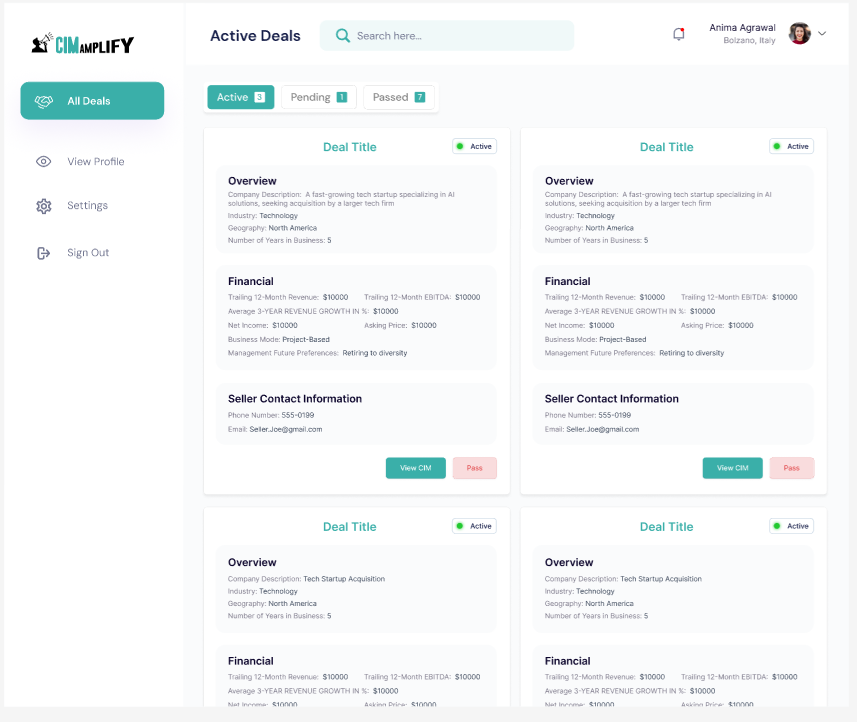 CIMAMPLIFY
Active Deals
Search here...
Anima Agrawal
Bolzano, Italy
All Deals
View Profile
Settings
Sign Out
Active 3
Pending 1
Passed 7
Deal Title
Active
Overview
Company Description: A fast-growing tech startup specializing in AI
solutions, seeking acquisition by a larger tech firm
Industry: Technology
Geography: North America
Number of Years in Business: 5
Financial
Trailing 12-Month Revenue: $10000 Trailing 12-Month EBITDA: $10000
Average 3-YEAR REVENUE GROWTH IN %: $10000
Net Income: $10000 Asking Price: $10000
Business Mode: Project-Based
Management Future Preferences: Retiring to diversity
Seller Contact Information
Phone Number: 555-0199
Email: Seller.Joe@gmail.com
View CIM
Pass
Deal Title
Active
Overview
Company Description: A fast-growing tech startup specializing in AI
solutions, seeking acquisition by a larger tech firm
Industry: Technology
Geography: North America
Number of Years in Business: 5
Financial
Trailing 12-Month Revenue: $10000 Trailing 12-Month EBITDA: $10000
Average 3-YEAR REVENUE GROWTH IN %: $10000
Net Income: $10000 Asking Price: $10000
Business Mode: Project-Based
Management Future Preferences: Retiring to diversity
Seller Contact Information
Phone Number: 555-0199
Email: Seller.Joe@gmail.com
View CIM
Pass
Deal Title
Active
Overview
Company Description: Tech Startup Acquisition
Industry: Technology
Geography: North America
Number of Years in Business: 5
Financial
Trailing 12-Month Revenue: $10000 Trailing 12-Month EBITDA: $10000
Average 3-YEAR REVENUE GROWTH IN %: $10000
Net Income: $10000 Asking Price: $10000
Deal Title
Active
Overview
Company Description: Tech Startup Acquisition
Industry: Technology
Geography: North America
Number of Years in Business: 5
Financial
Trailing 12-Month Revenue: $10000 Trailing 12-Month EBITDA: $10000
Average 3-YEAR REVENUE GROWTH IN %: $10000
Net Income: $10000 Asking Price: $10000